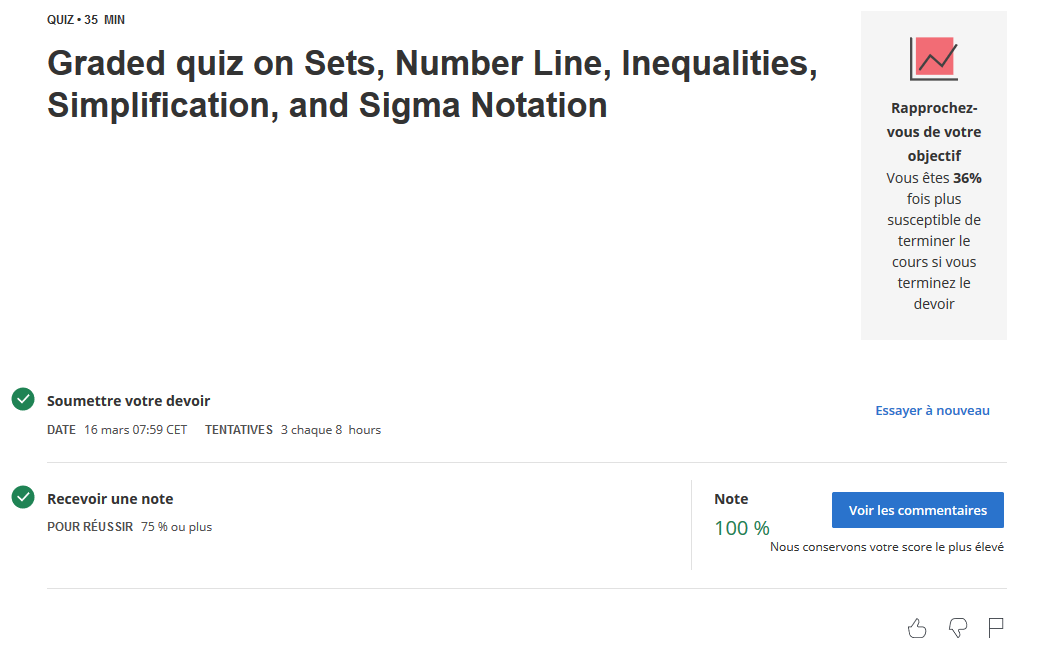 QUIZ • 35 MIN
Graded quiz on Sets, Number Line, Inequalities,
Simplification, and Sigma Notation
Rapprochez-
vous de votre
objectif
Vous êtes 36%
fois plus
susceptible de
terminer le
cours si vous
terminez le
devoir
Soumettre votre devoir
DATE 16 mars 07:59 CET TENTATIVES 3 chaque 8 hours
Essayer à nouveau
Recevoir une note
POUR RÉUSSIR 75 % ou plus
Note
100 %
Voir les commentaires
Nous conservons votre score le plus élevé